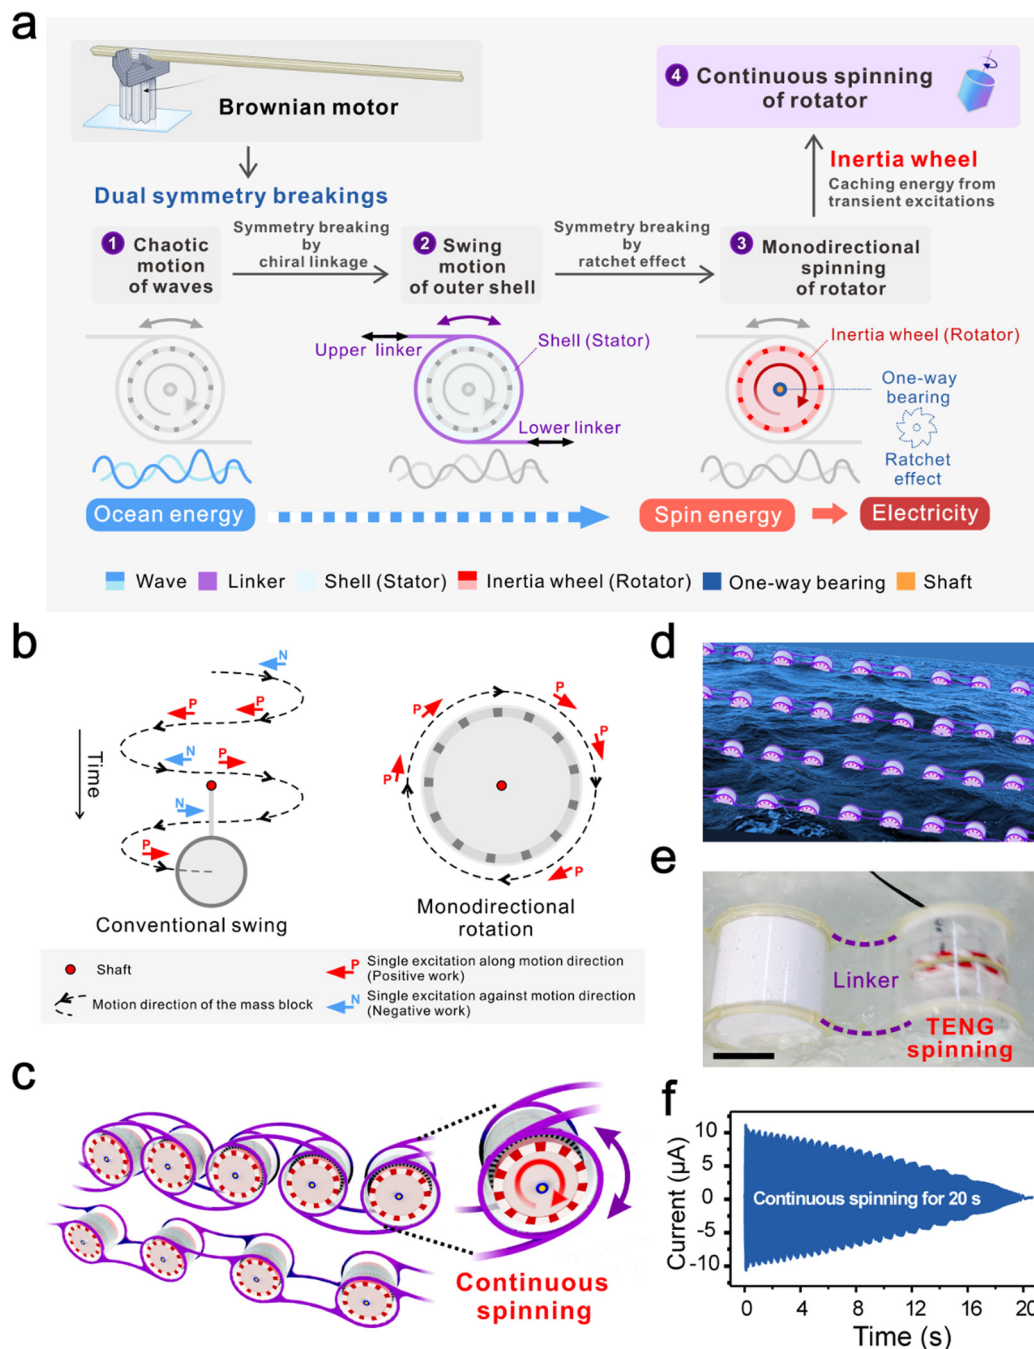 a
Brownian motor
4 Continuous spinning
of rotator
Dual symmetry breakings
Inertia wheel
Caching energy from
transient excitations
1 Chaotic
motion
of waves
Symmetry breaking
by
chiral linkage
2 Swing
motion
of outer shell
Symmetry breaking
by
ratchet effect
3 Monodirectional
spinning
of rotator
Upper linker
Shell (Stator)
Lower linker
Inertia wheel (Rotator)
One-way
bearing
Ratchet
effect
Ocean energy
Spin energy
Electricity
Wave
Linker
Shell (Stator)
Inertia wheel (Rotator)
One-way bearing
Shaft
b
Time
N
P
P
N
P
N
P
Conventional swing
P
P
P
P
P
Monodirectional
rotation
Shaft
Motion direction of the mass block
P
Single excitation along motion direction
(Positive work)
N
Single excitation against motion direction
(Negative work)
c
Continuous
spinning
d
e
Linker
TENG
spinning
f
Current (μA)
10
5
0
-5
-10
Continuous spinning for 20 s
0 4 8 12 16 20
Time (s)